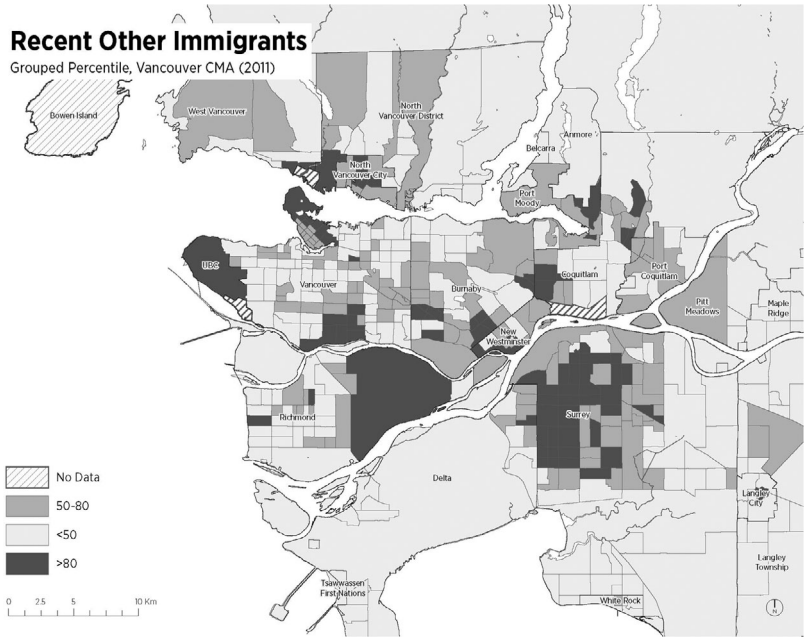 Recent Other Immigrants
Grouped Percentile, Vancouver CMA (2011)
Bowen Island
West Vancouver
North
Vancouver District
Anmore
Belcarra
North
Vancouver City
Port
Moody
UBC
Vancouver
Burnaby
Coquitlam
Port
Coquitlam
Pitt
Meadows
Maple
Ridge
New
Westminster
Richmond
Surrey
Delta
Langley
City
Langley
Township
Tsawwassen
First Nations
White Rock
No Data
50-80
<50
>80
0 2.5 5 10 Km
N